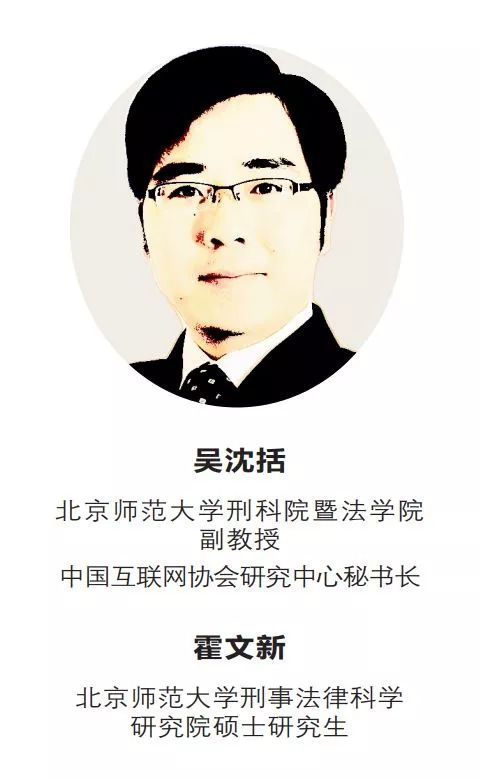 吴沈括
北京师范大学刑科院暨法学院
副教授
中国互联网协会研究中心秘书长
霍文新
北京师范大学刑事法律科学
研究院硕士研究生